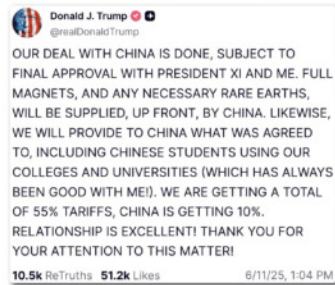 Donald J. Trump
@realDonaldTrump
OUR DEAL WITH CHINA IS DONE, SUBJECT TO
FINAL APPROVAL WITH PRESIDENT XI AND ME. FULL
MAGNETS, AND ANY NECESSARY RARE EARTHS,
WILL BE SUPPLIED, UP FRONT, BY CHINA. LIKEWISE,
WE WILL PROVIDE TO CHINA WHAT WAS AGREED
TO, INCLUDING CHINESE STUDENTS USING OUR
COLLEGES AND UNIVERSITIES (WHICH HAS ALWAYS
BEEN GOOD WITH ME!). WE ARE GETTING A TOTAL
OF 55% TARIFFS, CHINA IS GETTING 10%.
RELATIONSHIP IS EXCELLENT! THANK YOU FOR
YOUR ATTENTION TO THIS MATTER!
10.5k ReTruths 51.2k Likes 6/11/25, 1:04 PM